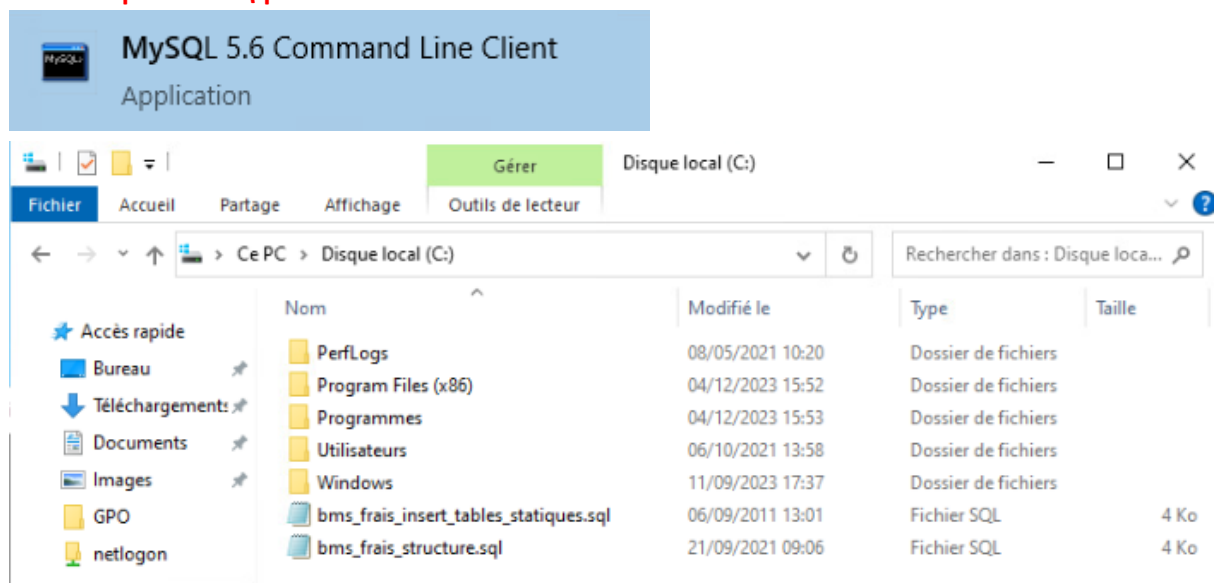 MySQL 5.6 Command Line Client
Application
Gérer
Disque local (C:)
Fichier
Accueil
Partage
Affichage
Outils de lecteur
Ce PC > Disque local (C:)
Rechercher dans : Disque loca...
Nom
Modifié le
Type
Taille
Accès rapide
Bureau
Téléchargements
Documents
Images
GPO
netlogon
PerfLogs 08/05/2021 10:20 Dossier de fichiers
Program Files (x86) 04/12/2023 15:52 Dossier de fichiers
Programmes 04/12/2023 15:53 Dossier de fichiers
Utilisateurs 06/10/2021 13:58 Dossier de fichiers
Windows 11/09/2023 17:37 Dossier de fichiers
bms_frais_insert_tables_statiques.sql 06/09/2011 13:01 Fichier SQL 4 Ko
bms_frais_structure.sql 21/09/2021 09:06 Fichier SQL 4 Ko